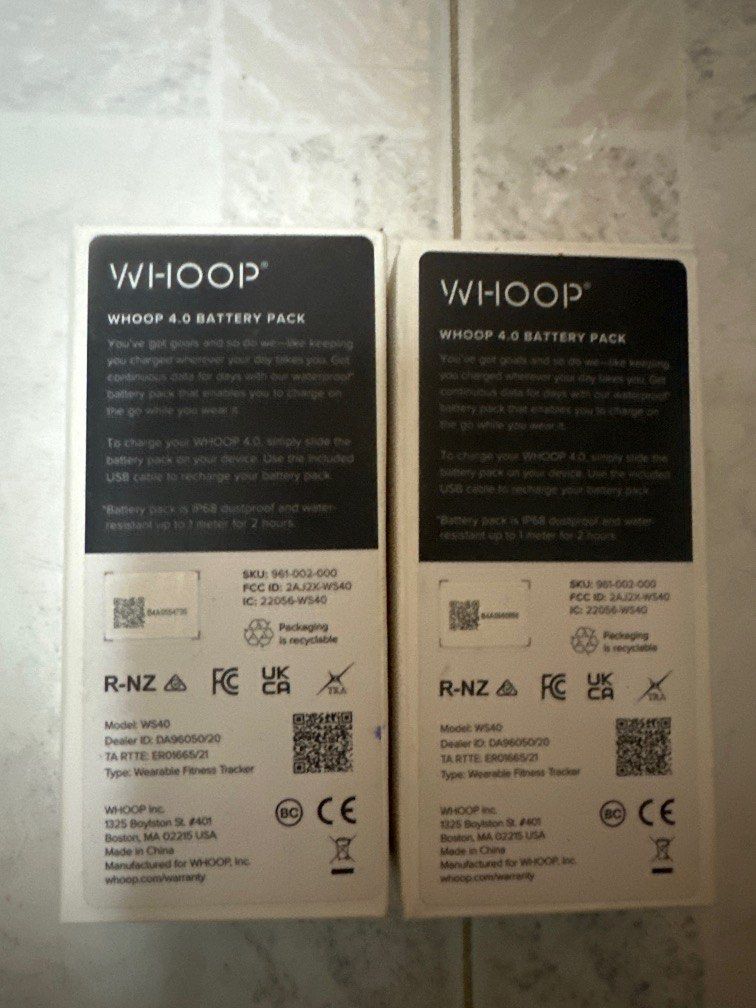 WHOOP®
WHOOP 4.0 BATTERY PACK
You've got goals and so do we—like keeping
you charged wherever your day takes you. Get
continuous data for days with our waterproof*
battery pack that enables you to charge on
the go while you wear it.
To charge your WHOOP 4.0, simply slide the
battery pack on your device. Use the included
USB cable to recharge your battery pack.
*Battery pack is IP68 dustproof and water-
resistant up to 1 meter for 2 hours.
SKU: 961-002-000
FCC ID: 2AJ2X-WS40
IC: 22056-WS40
Packaging
is recyclable
R-NZ FC UK
CA TRA
Model: WS40
Dealer ID: DA96050/20
TA RTTE: ER01665/21
Type: Wearable Fitness Tracker
WHOOP Inc.
1325 Boylston St. #401
Boston, MA 02215 USA
Made in China
Manufactured for WHOOP, Inc.
whoop.com/warranty
BC CE
WHOOP®
WHOOP 4.0 BATTERY PACK
You've got goals and so do we—like keeping
you charged wherever your day takes you. Get
continuous data for days with our waterproof*
battery pack that enables you to charge on
the go while you wear it.
To charge your WHOOP 4.0, simply slide the
battery pack on your device. Use the included
USB cable to recharge your battery pack.
*Battery pack is IP68 dustproof and water-
resistant up to 1 meter for 2 hours.
SKU: 961-002-000
FCC ID: 2AJ2X-WS40
IC: 22056-WS40
Packaging
is recyclable
R-NZ FC UK
CA TRA
Model: WS40
Dealer ID: DA96050/20
TA RTTE: ER01665/21
Type: Wearable Fitness Tracker
WHOOP Inc.
1325 Boylston St. #401
Boston, MA 02215 USA
Made in China
Manufactured for WHOOP, Inc.
whoop.com/warranty
BC CE